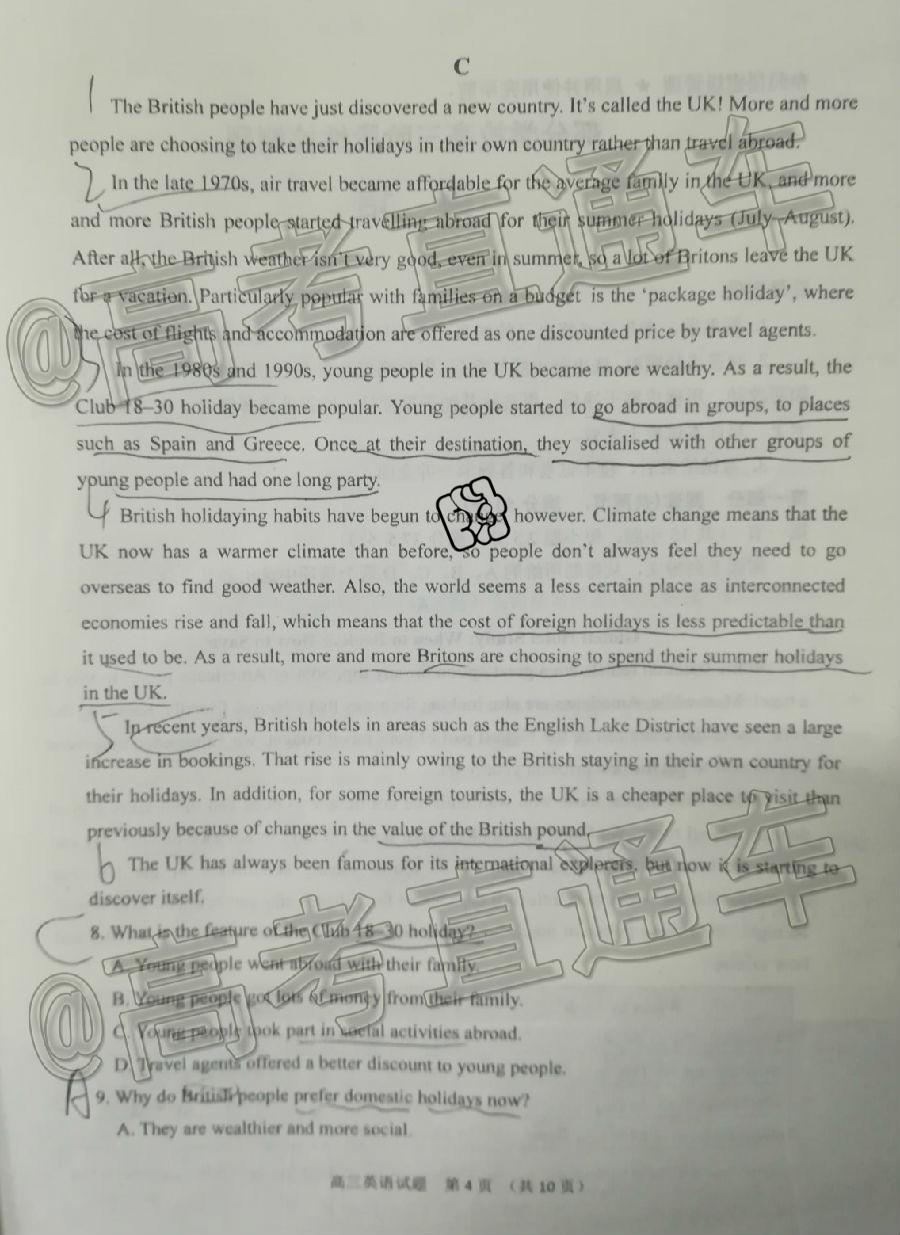 C
1
The British people have just discovered a new country. It's called the UK! More and more
people are choosing to take their holidays in their own country rather than travel abroad.
2
In the late 1970s, air travel became affordable for the average family in the UK, and more
and more British people started travelling abroad for their summer holidays (July–August).
After all, the British weather isn't very good, even in summer, so a lot of Britons leave the UK
for a vacation. Particularly popular with families on a budget is the 'package holiday', where
the cost of flights and accommodation are offered as one discounted price by travel agents.
3
In the 1980s and 1990s, young people in the UK became more wealthy. As a result, the
Club 18–30 holiday became popular. Young people started to go abroad in groups, to places
such as Spain and Greece. Once at their destination, they socialised with other groups of
young people and had one long party.
4
British holidaying habits have begun to change, however. Climate change means that the
UK now has a warmer climate than before, so people don't always feel they need to go
overseas to find good weather. Also, the world seems a less certain place as interconnected
economies rise and fall, which means that the cost of foreign holidays is less predictable than
it used to be. As a result, more and more Britons are choosing to spend their summer holidays
in the UK.
5
In recent years, British hotels in areas such as the English Lake District have seen a large
increase in bookings. That rise is mainly owing to the British staying in their own country for
their holidays. In addition, for some foreign tourists, the UK is a cheaper place to visit than
previously because of changes in the value of the British pound.
6
The UK has always been famous for its international explorers, but now it is starting to
discover itself.
C
8. What is the feature of the Club 18–30 holiday?
A. Young people went abroad with their family.
B. Young people got lots of money from their family.
C. Young people took part in social activities abroad.
D. Travel agents offered a better discount to young people.
A
9. Why do British people prefer domestic holidays now?
A. They are wealthier and more social.
高三英语试题 第 4 页 (共 10 页)
@高考直通车
@高考直通车